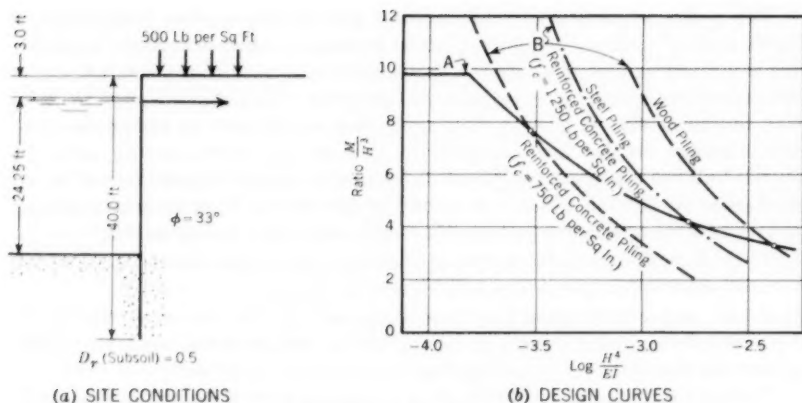 3.0 ft
500 Lb per Sq Ft
24.25 ft
40.0 ft
ϕ = 33°
D_r (Subsoil) = 0.5
(a) SITE CONDITIONS
Ratio M/H³
12
10
8
6
4
2
0
A
B
Reinforced Concrete Piling
(f_c = 750 Lb per Sq In.)
Steel Piling
Reinforced Concrete Piling
(f_c = 1250 Lb per Sq In.)
Wood Piling
-4.0
-3.5
-3.0
-2.5
Log H⁴/EI
(b) DESIGN CURVES